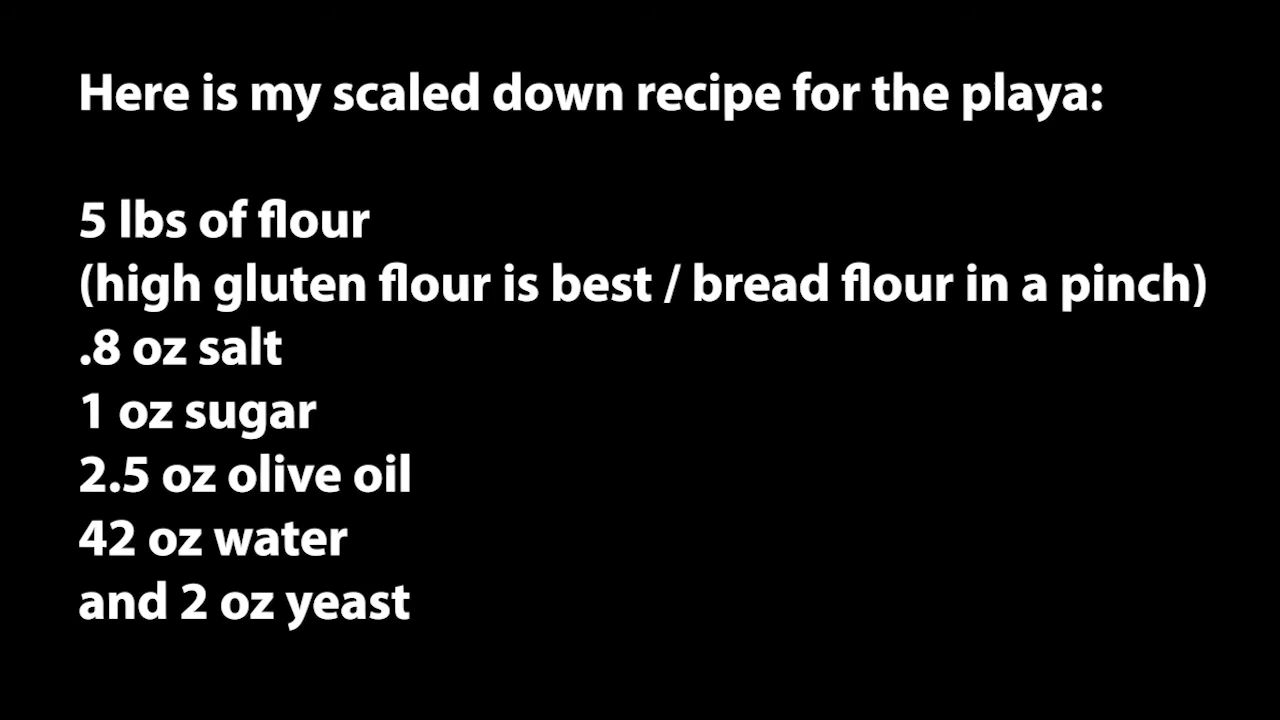 Here is my scaled down recipe for the playa:
5 lbs of flour
(high gluten flour is best / bread flour in a pinch)
.8 oz salt
1 oz sugar
2.5 oz olive oil
42 oz water
and 2 oz yeast